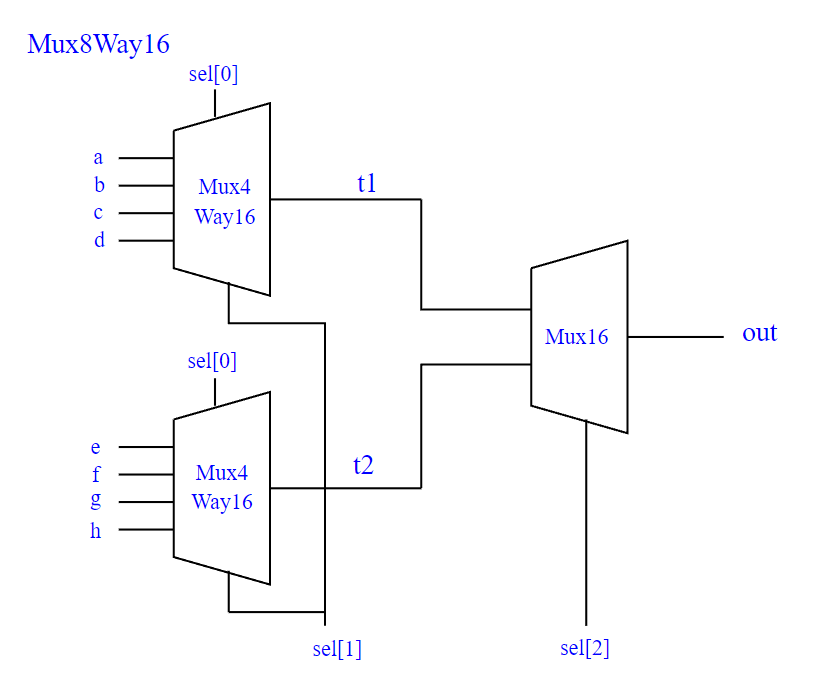 Mux8Way16
sel[0]
a
b
c
d
Mux4
Way16
t1
Mux16
out
sel[0]
e
f
g
h
Mux4
Way16
t2
sel[1]
sel[2]